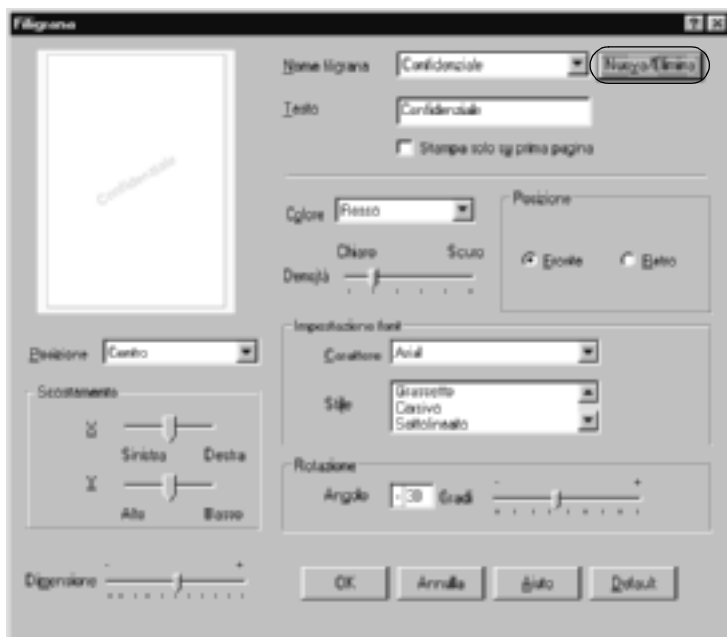 Filigrana
Confidenziale
Nome filigrana Confidenziale Nuova/Elimina
Testo Confidenziale
Stampa solo su prima pagina
Colore Rosso
Chiaro Scuro
Densità
Posizione
Fronte Retro
Posizione Centro
Scostamento
X
Sinistra Destra
Y
Alto Basso
Dimensione - +
Impostazione font
Carattere Arial
Stile Grassetto
Corsivo
Sottolineato
Rotazione
Angolo - 30 Gradi - +
OK Annulla Aiuto Default